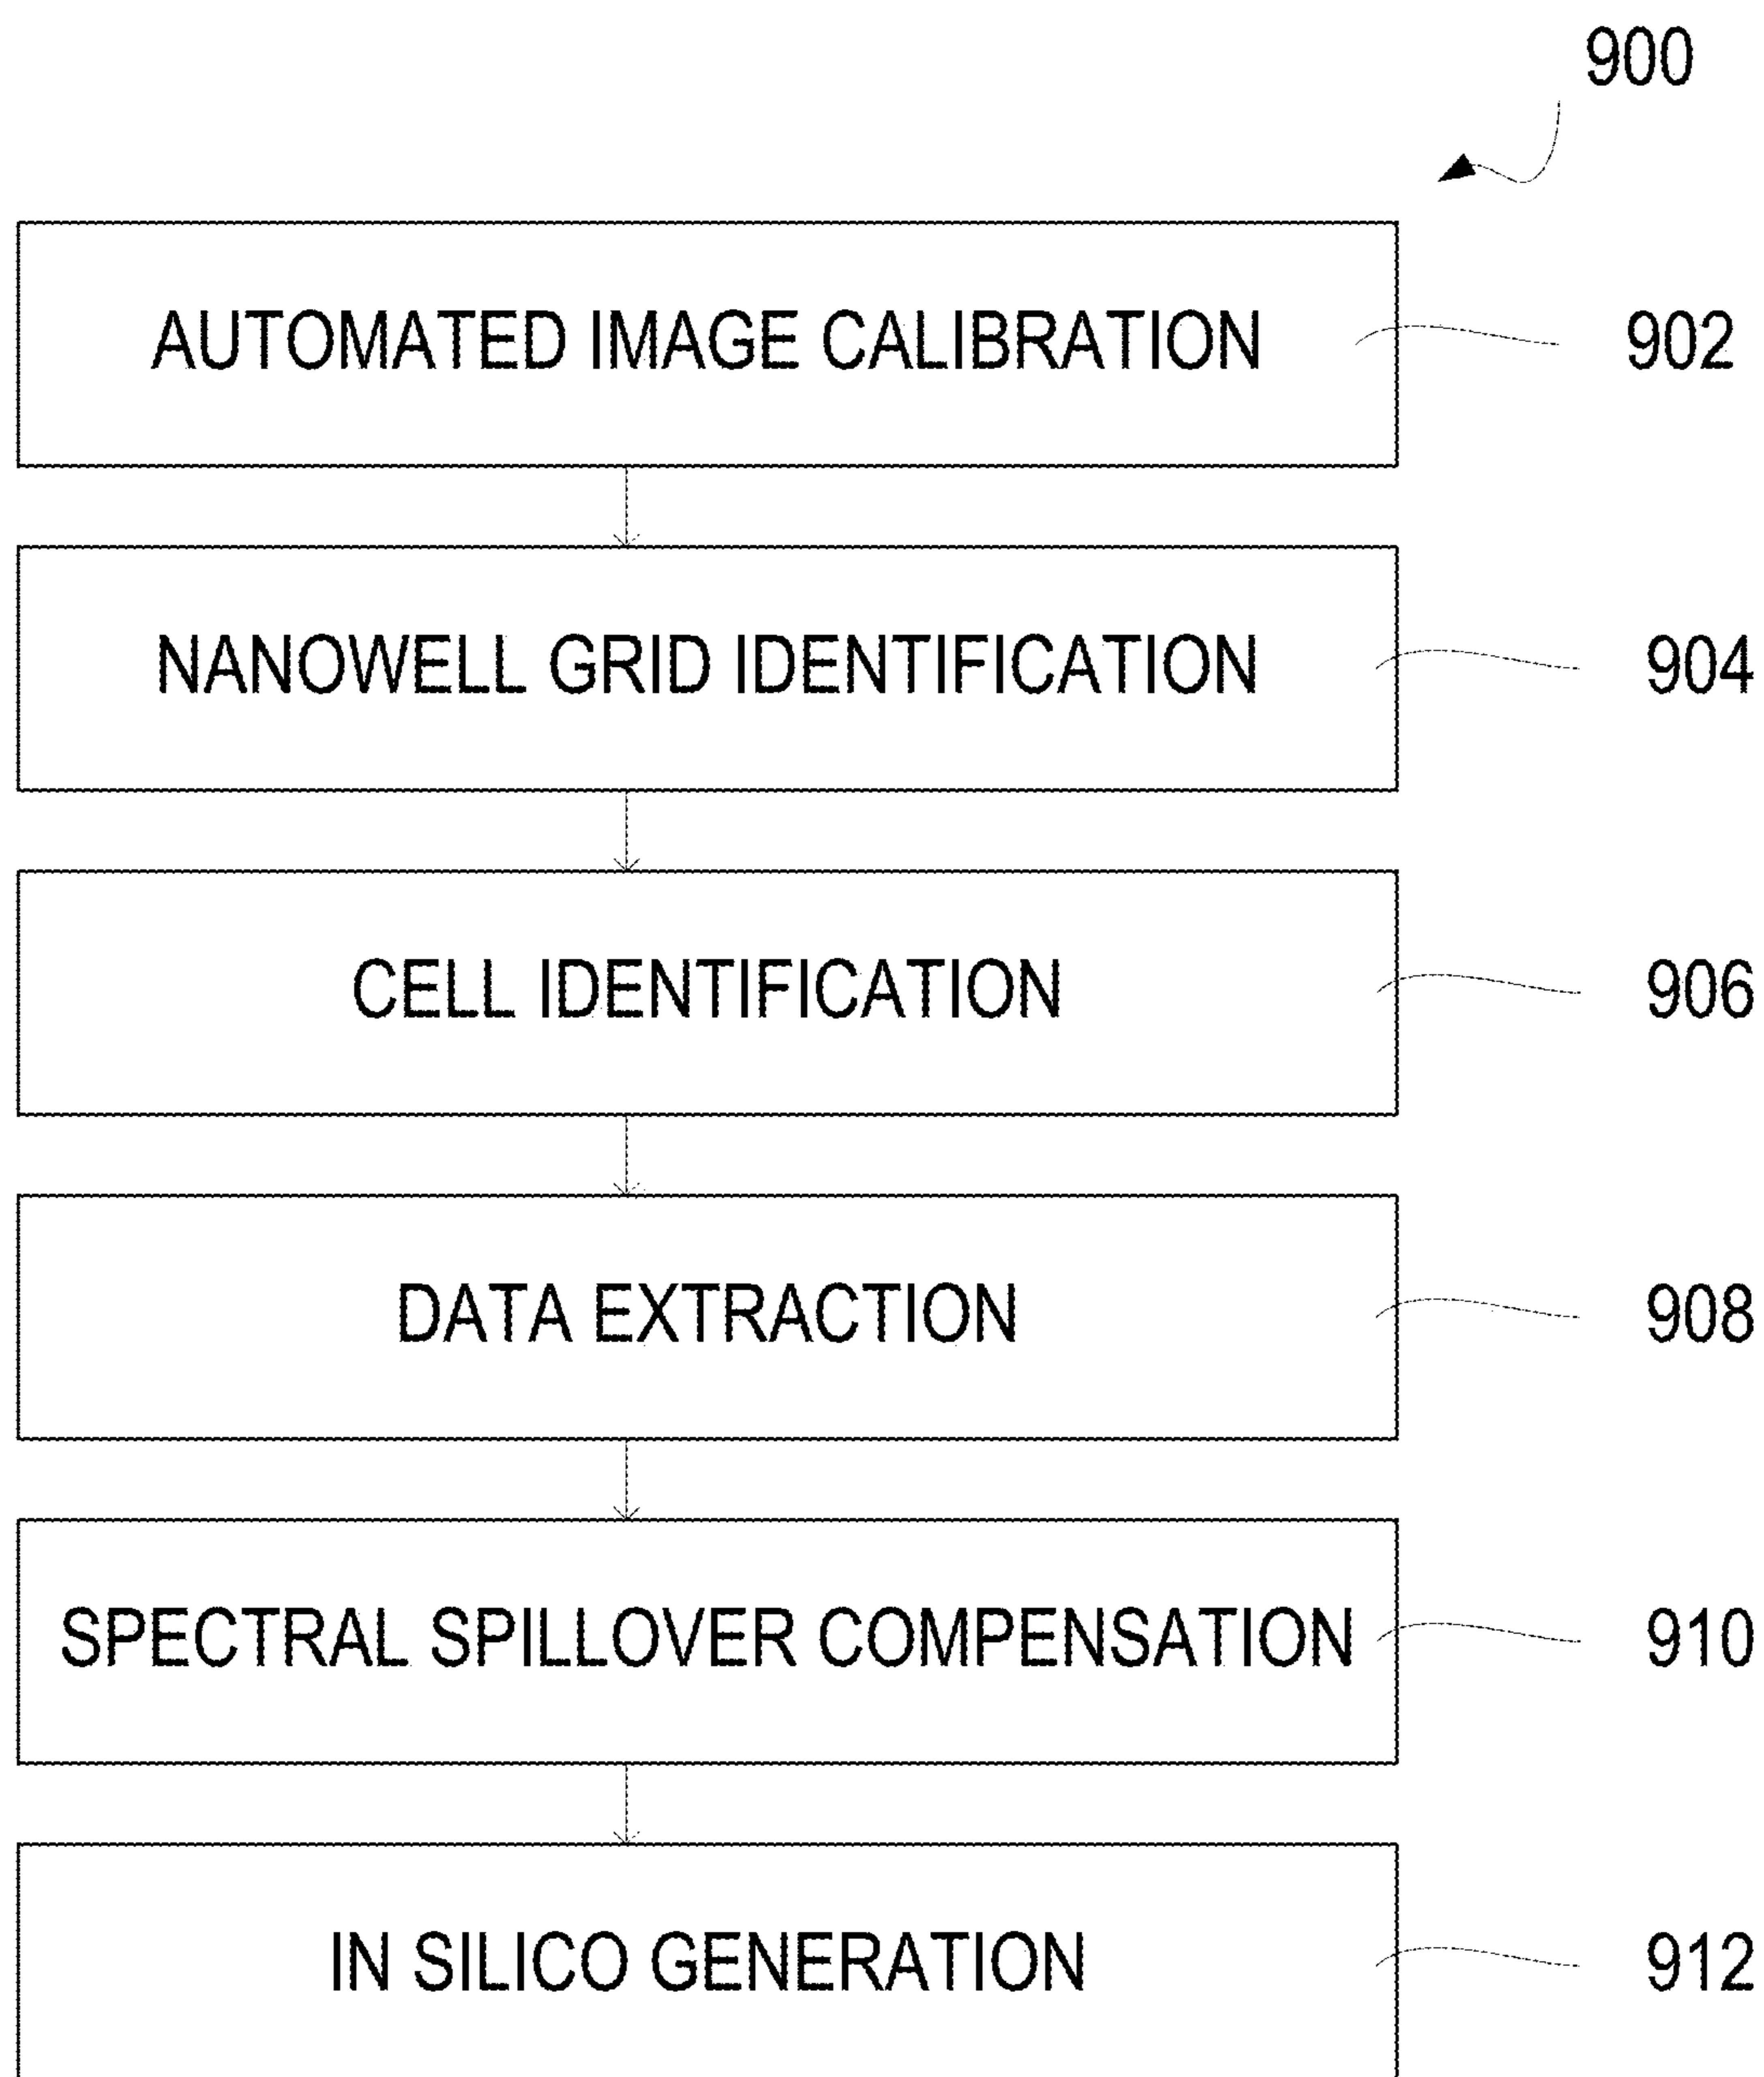 900
AUTOMATED IMAGE CALIBRATION 902
NANOWELL GRID IDENTIFICATION 904
CELL IDENTIFICATION 906
DATA EXTRACTION 908
SPECTRAL SPILLOVER COMPENSATION 910
IN SILICO GENERATION 912